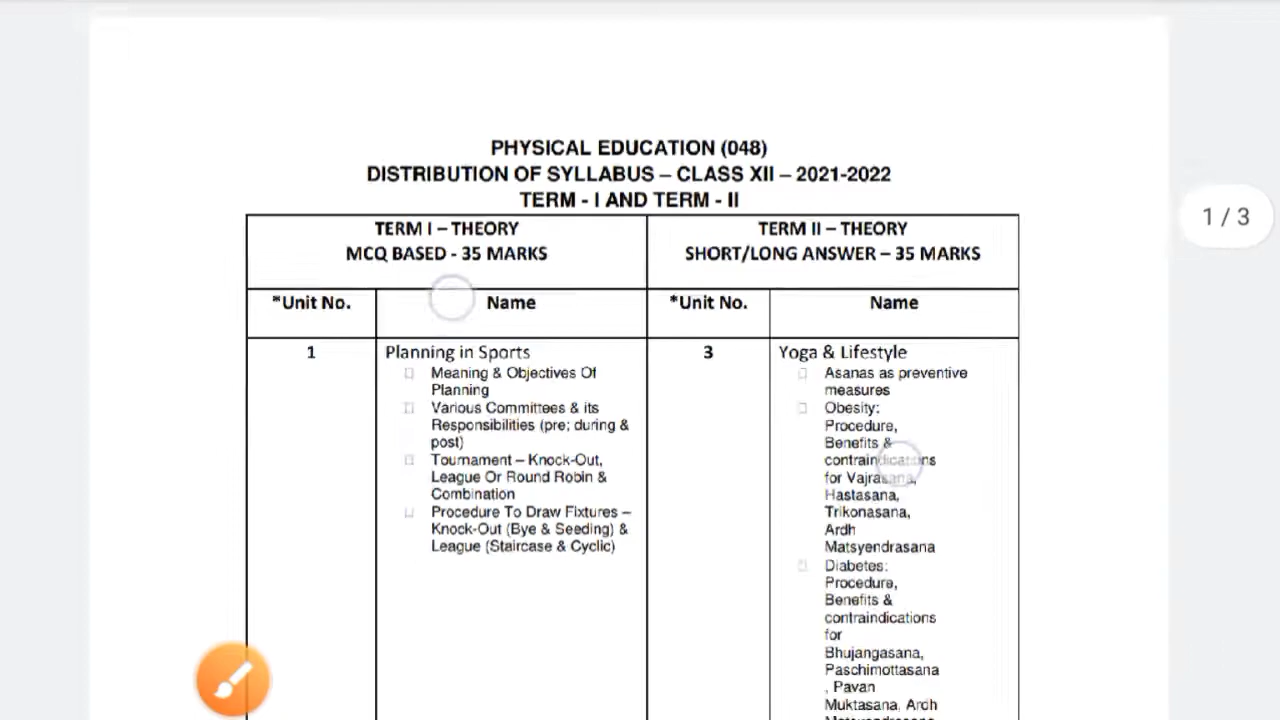 PHYSICAL EDUCATION (048)
DISTRIBUTION OF SYLLABUS – CLASS XII – 2021-2022
TERM - I AND TERM - II
TERM I – THEORY
MCQ BASED - 35 MARKS
TERM II – THEORY
SHORT/LONG ANSWER – 35 MARKS
*Unit No.
Name
*Unit No.
Name
1
Planning in Sports
Meaning & Objectives Of
Planning
Various Committees & its
Responsibilities (pre; during &
post)
Tournament – Knock-Out,
League Or Round Robin &
Combination
Procedure To Draw Fixtures –
Knock-Out (Bye & Seeding) &
League (Staircase & Cyclic)
3
Yoga & Lifestyle
Asanas as preventive
measures
Obesity:
Procedure,
Benefits &
contraindications
for Vajrasana,
Hastasana,
Trikonasana,
Ardh
Matsyendrasana
Diabetes:
Procedure,
Benefits &
contraindications
for
Bhujangasana,
Paschimottasana
, Pavan
Muktasana, Ardh
1 / 3